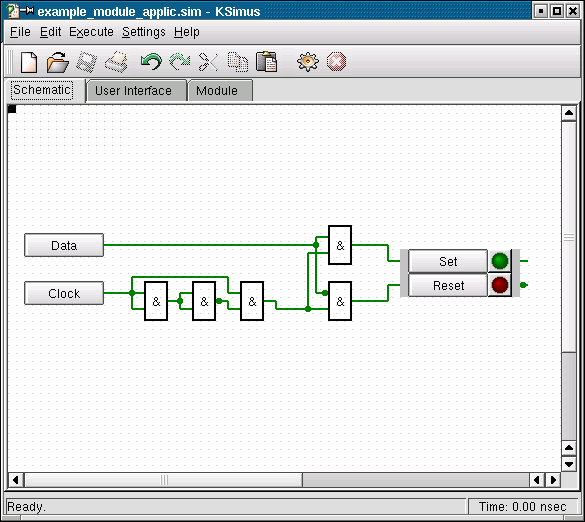 example_module_applic.sim - KSimus
File Edit Execute Settings Help
Schematic User Interface Module
Data
&
Set
Clock
& & & &
Reset
Ready. Time: 0.00 nsec